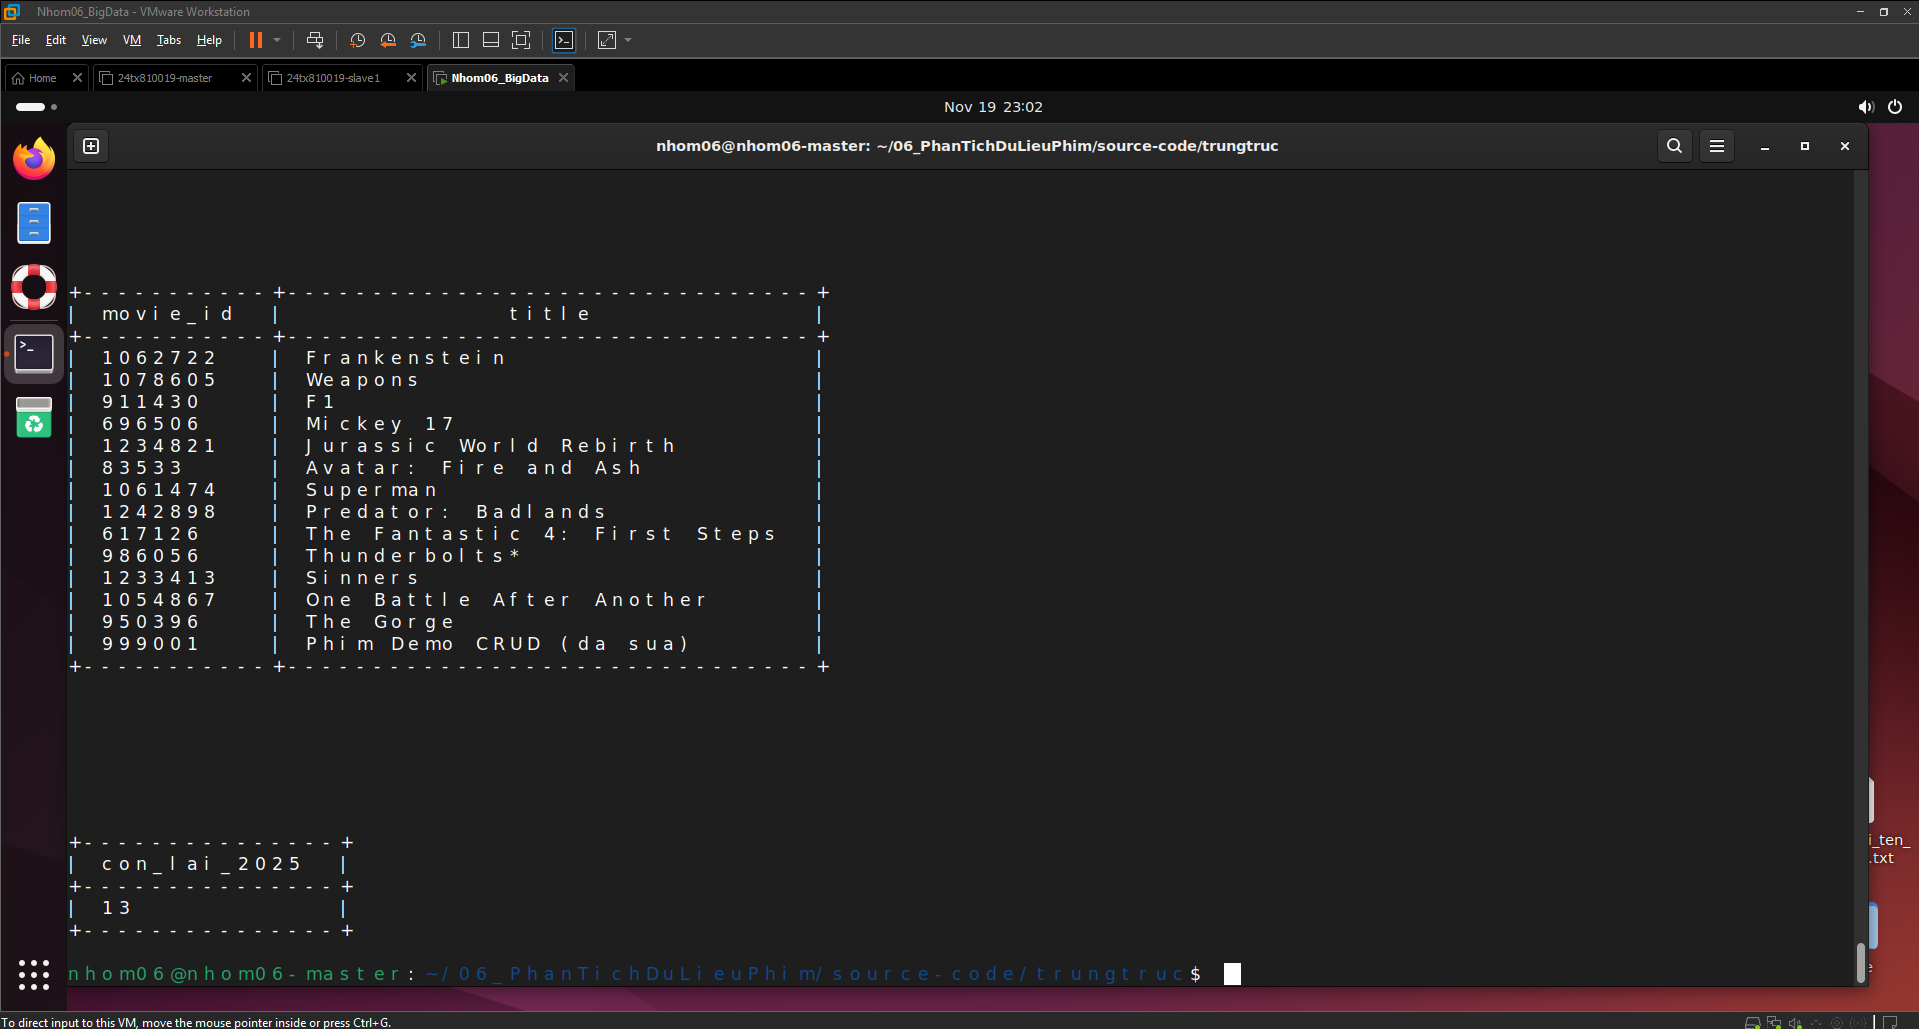 Nhom06_BigData - VMware Workstation
File Edit View VM Tabs Help
Home 24tx810019-master 24tx810019-slave1 Nhom06_BigData
Nov 19 23:02
nhom06@nhom06-master: ~/06_PhanTichDuLieuPhim/source-code/trungtruc
+-----------+-------------------------------+
| movie_id | title |
+-----------+-------------------------------+
| 1062722 | Frankenstein |
| 1078605 | Weapons |
| 911430 | F1 |
| 696506 | Mickey 17 |
| 1234821 | Jurassic World Rebirth |
| 83533 | Avatar: Fire and Ash |
| 1061474 | Superman |
| 1242898 | Predator: Badlands |
| 617126 | The Fantastic 4: First Steps |
| 986056 | Thunderbolts* |
| 1233413 | Sinners |
| 1054867 | One Battle After Another |
| 950396 | The Gorge |
| 999001 | Phim Demo CRUD (da sua) |
+-----------+-------------------------------+
+---------------+
| con_lai_2025 |
+---------------+
| 13 |
+---------------+
nhom06@nhom06-master:~/06_PhanTichDuLieuPhim/source-code/trungtruc$
i_ten_
.txt
e
To direct input to this VM, move the mouse pointer inside or press Ctrl+G.